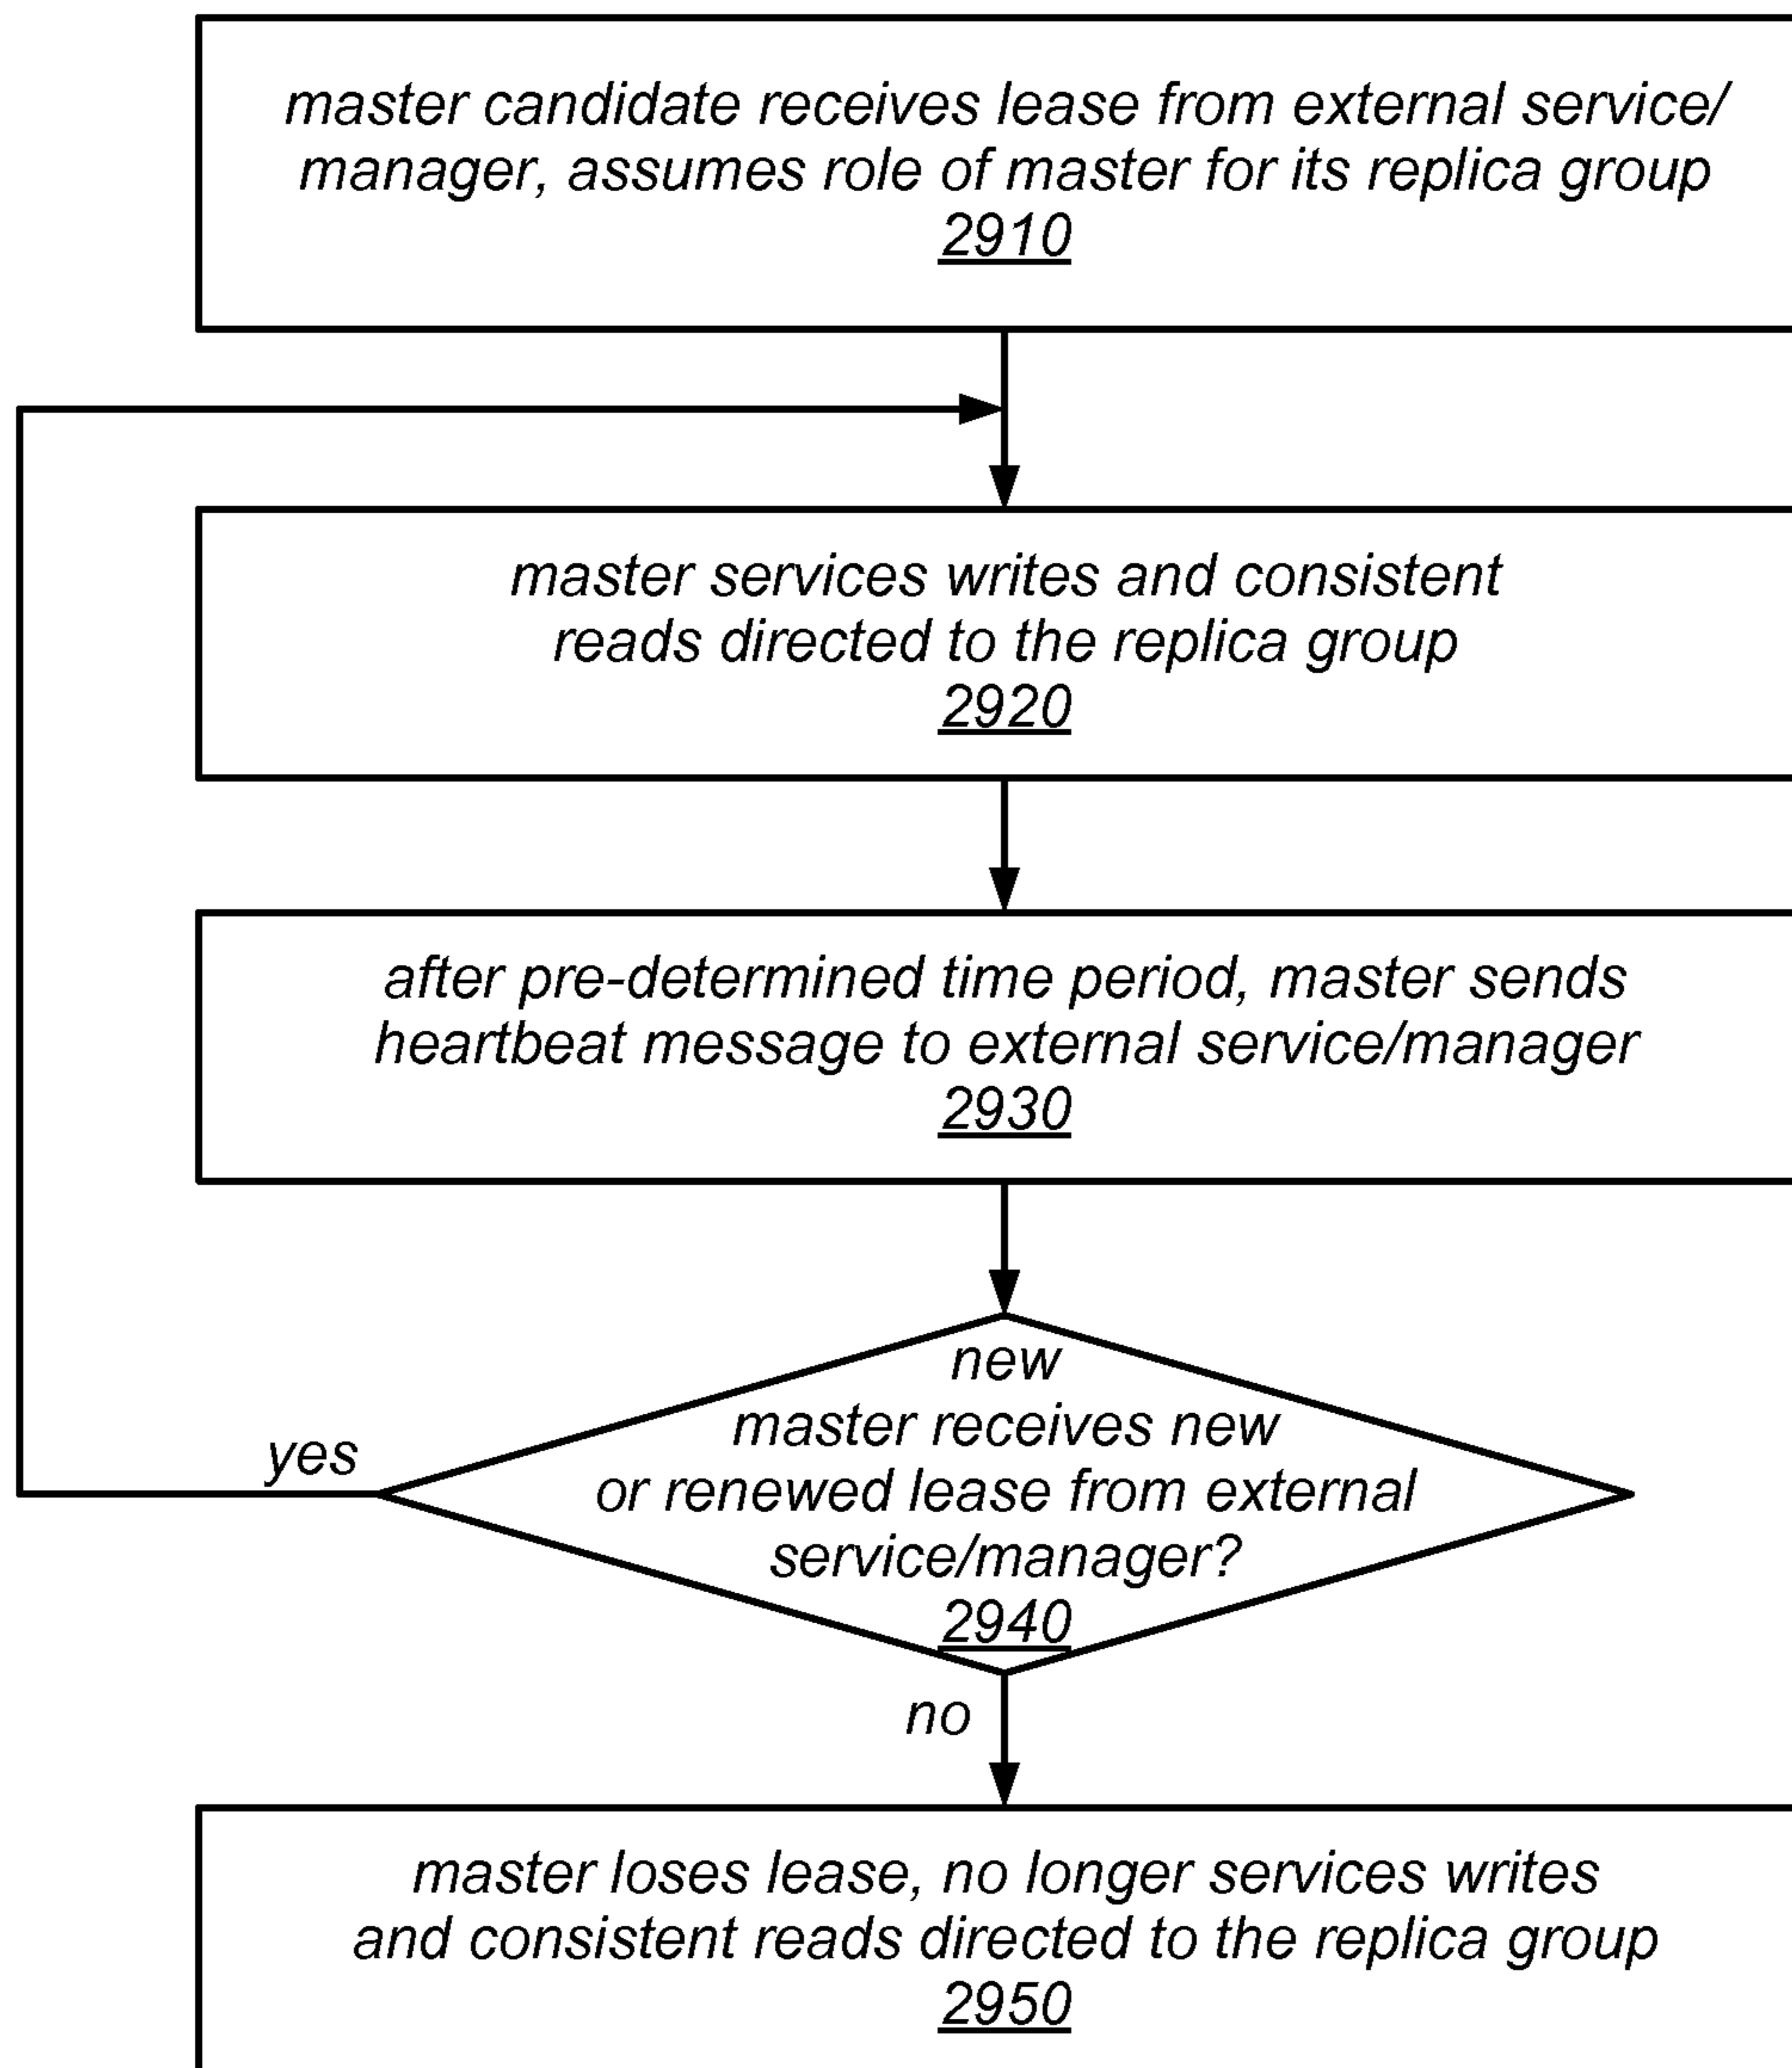 master candidate receives lease from external service/
manager, assumes role of master for its replica group
2910
master services writes and consistent
reads directed to the replica group
2920
after pre-determined time period, master sends
heartbeat message to external service/manager
2930
new
master receives new
or renewed lease from external
service/manager?
2940
yes
no
master loses lease, no longer services writes
and consistent reads directed to the replica group
2950